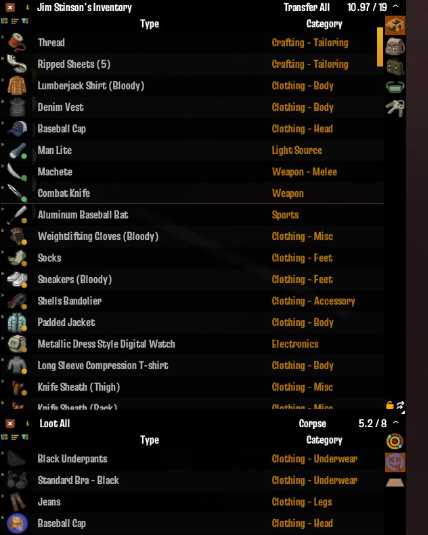 Jim Stinson's Inventory Transfer All 10.97 / 19
Type Category
Thread Crafting - Tailoring
Ripped Sheets (5) Crafting - Tailoring
Lumberjack Shirt (Bloody) Clothing - Body
Denim Vest Clothing - Body
Baseball Cap Clothing - Head
Man Lite Light Source
Machete Weapon - Melee
Combat Knife Weapon
Aluminum Baseball Bat Sports
Weightlifting Gloves (Bloody) Clothing - Misc
Socks Clothing - Feet
Sneakers (Bloody) Clothing - Feet
Shells Bandolier Clothing - Accessory
Padded Jacket Clothing - Body
Metallic Dress Style Digital Watch Electronics
Long Sleeve Compression T-shirt Clothing - Body
Knife Sheath (Thigh) Clothing - Misc
Knife Sheath (Back) Clothing - Misc
Loot All Corpse 5.2 / 8
Type Category
Black Underpants Clothing - Underwear
Standard Bra - Black Clothing - Underwear
Jeans Clothing - Legs
Baseball Cap Clothing - Head